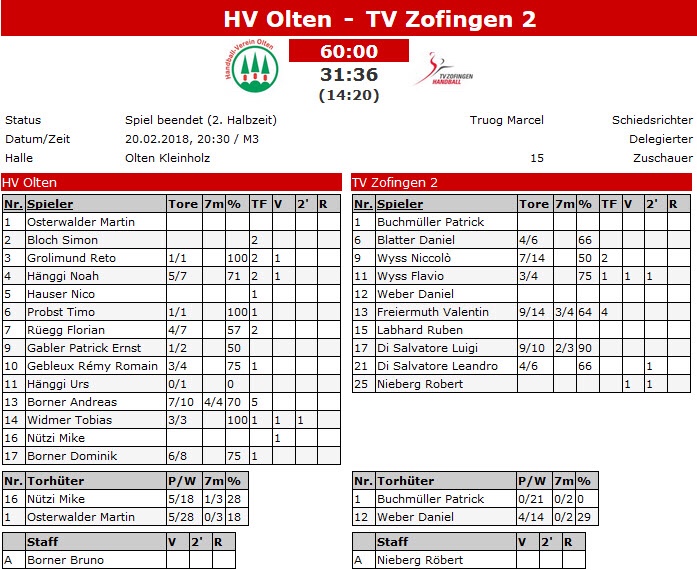 HV Olten - TV Zofingen 2
Handball-Verein Olten
60:00
31:36
(14:20)
TV ZOFINGEN
HANDBALL
Status Spiel beendet (2. Halbzeit) Truog Marcel Schiedsrichter
Datum/Zeit 20.02.2018, 20:30 / M3 Delegierter
Halle Olten Kleinholz 15 Zuschauer
HV Olten
Nr. Spieler Tore 7m % TF V 2' R
1 Osterwalder Martin
2 Bloch Simon 2
3 Grolimund Reto 1/1 100 2 1
4 Hänggi Noah 5/7 71 2 1
5 Hauser Nico 1
6 Probst Timo 1/1 100 1
7 Rüegg Florian 4/7 57 2
9 Gabler Patrick Ernst 1/2 50
10 Gebleux Rémy Romain 3/4 75 1
11 Hänggi Urs 0/1 0
13 Borner Andreas 7/10 4/4 70 5
14 Widmer Tobias 3/3 100 1 1 1
16 Nützi Mike 1
17 Borner Dominik 6/8 75 1
Nr. Torhüter P/W 7m %
16 Nützi Mike 5/18 1/3 28
1 Osterwalder Martin 5/28 0/3 18
Staff V 2' R
A Borner Bruno
TV Zofingen 2
Nr. Spieler Tore 7m % TF V 2' R
1 Buchmüller Patrick
6 Blatter Daniel 4/6 66
9 Wyss Niccolò 7/14 50 2
11 Wyss Flavio 3/4 75 1 1 1
12 Weber Daniel
13 Freiermuth Valentin 9/14 3/4 64 4
15 Labhard Ruben
17 Di Salvatore Luigi 9/10 2/3 90
21 Di Salvatore Leandro 4/6 66 1
25 Nieberg Robert 1 1
Nr. Torhüter P/W 7m %
1 Buchmüller Patrick 0/21 0/2 0
12 Weber Daniel 4/14 0/2 29
Staff V 2' R
A Nieberg Röbert